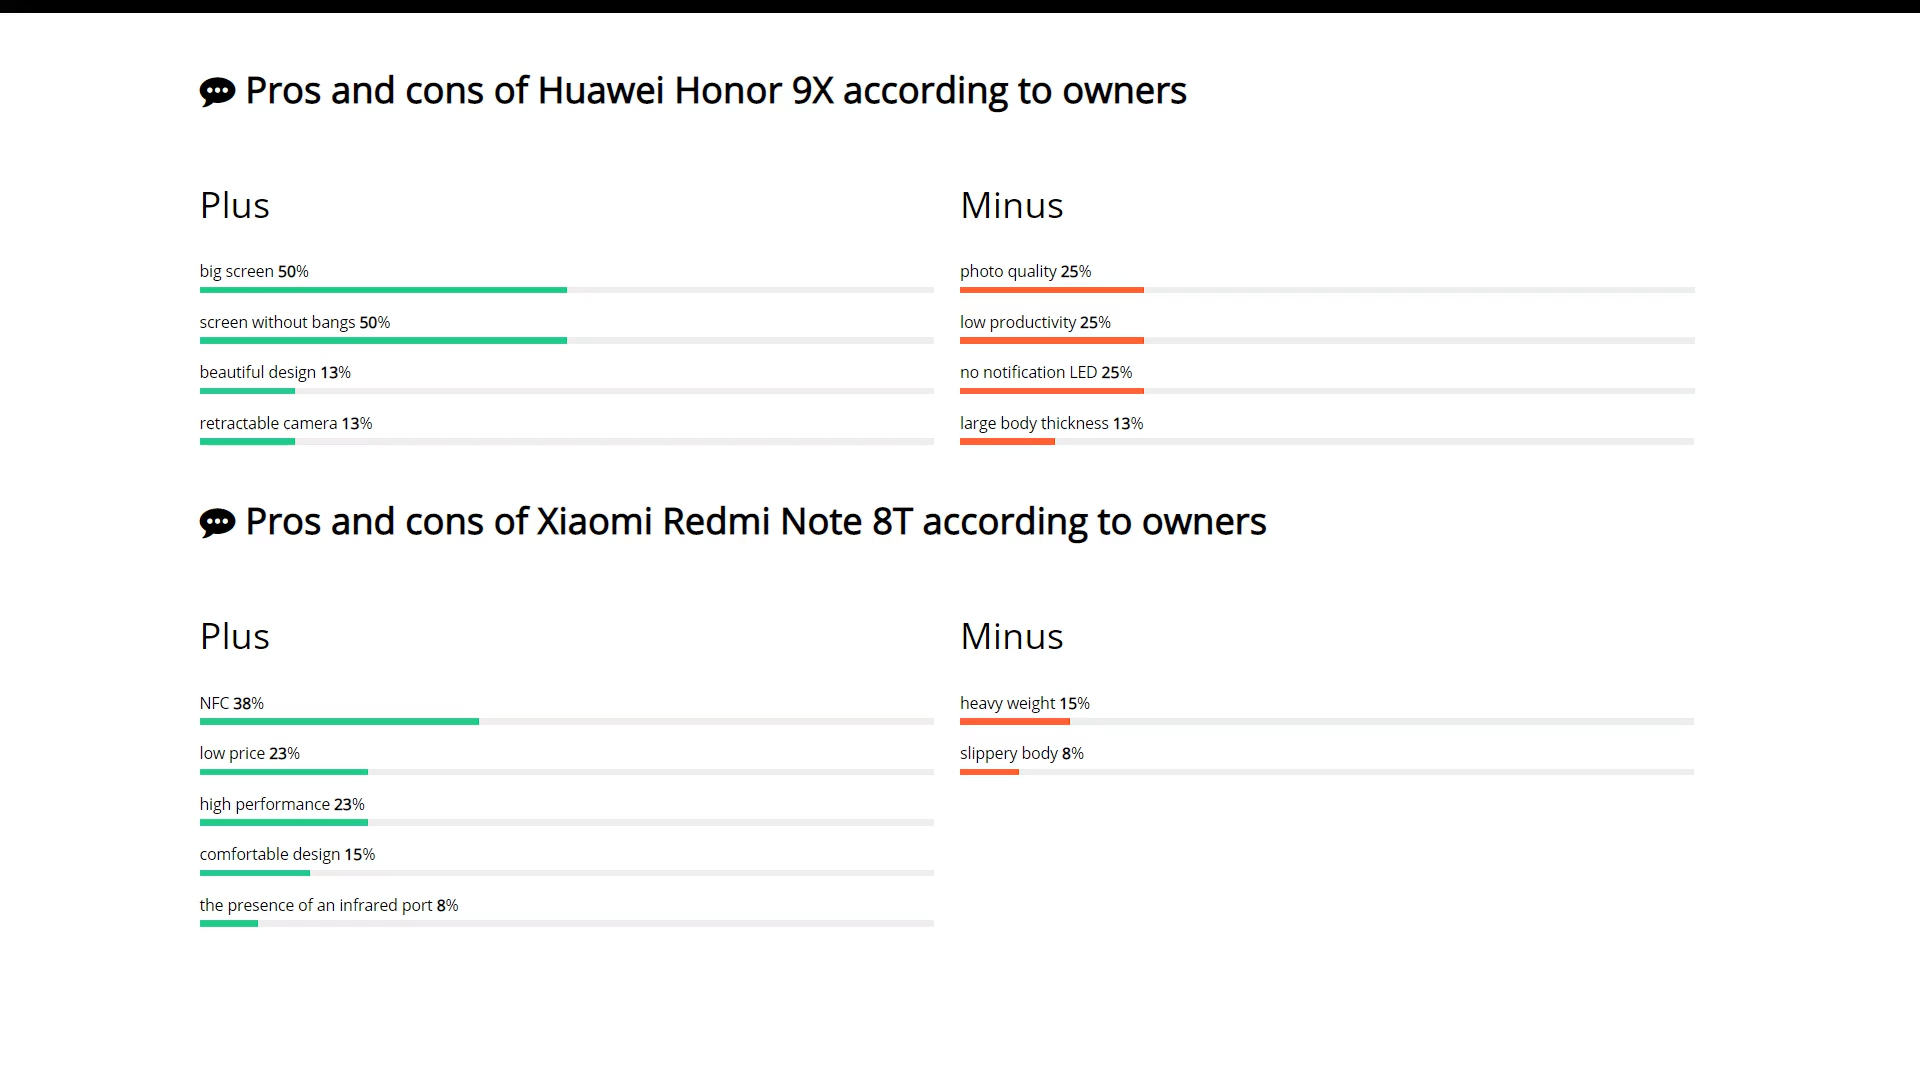 Pros and cons of Huawei Honor 9X according to owners
Plus
big screen 50%
screen without bangs 50%
beautiful design 13%
retractable camera 13%
Minus
photo quality 25%
low productivity 25%
no notification LED 25%
large body thickness 13%
Pros and cons of Xiaomi Redmi Note 8T according to owners
Plus
NFC 38%
low price 23%
high performance 23%
comfortable design 15%
the presence of an infrared port 8%
Minus
heavy weight 15%
slippery body 8%